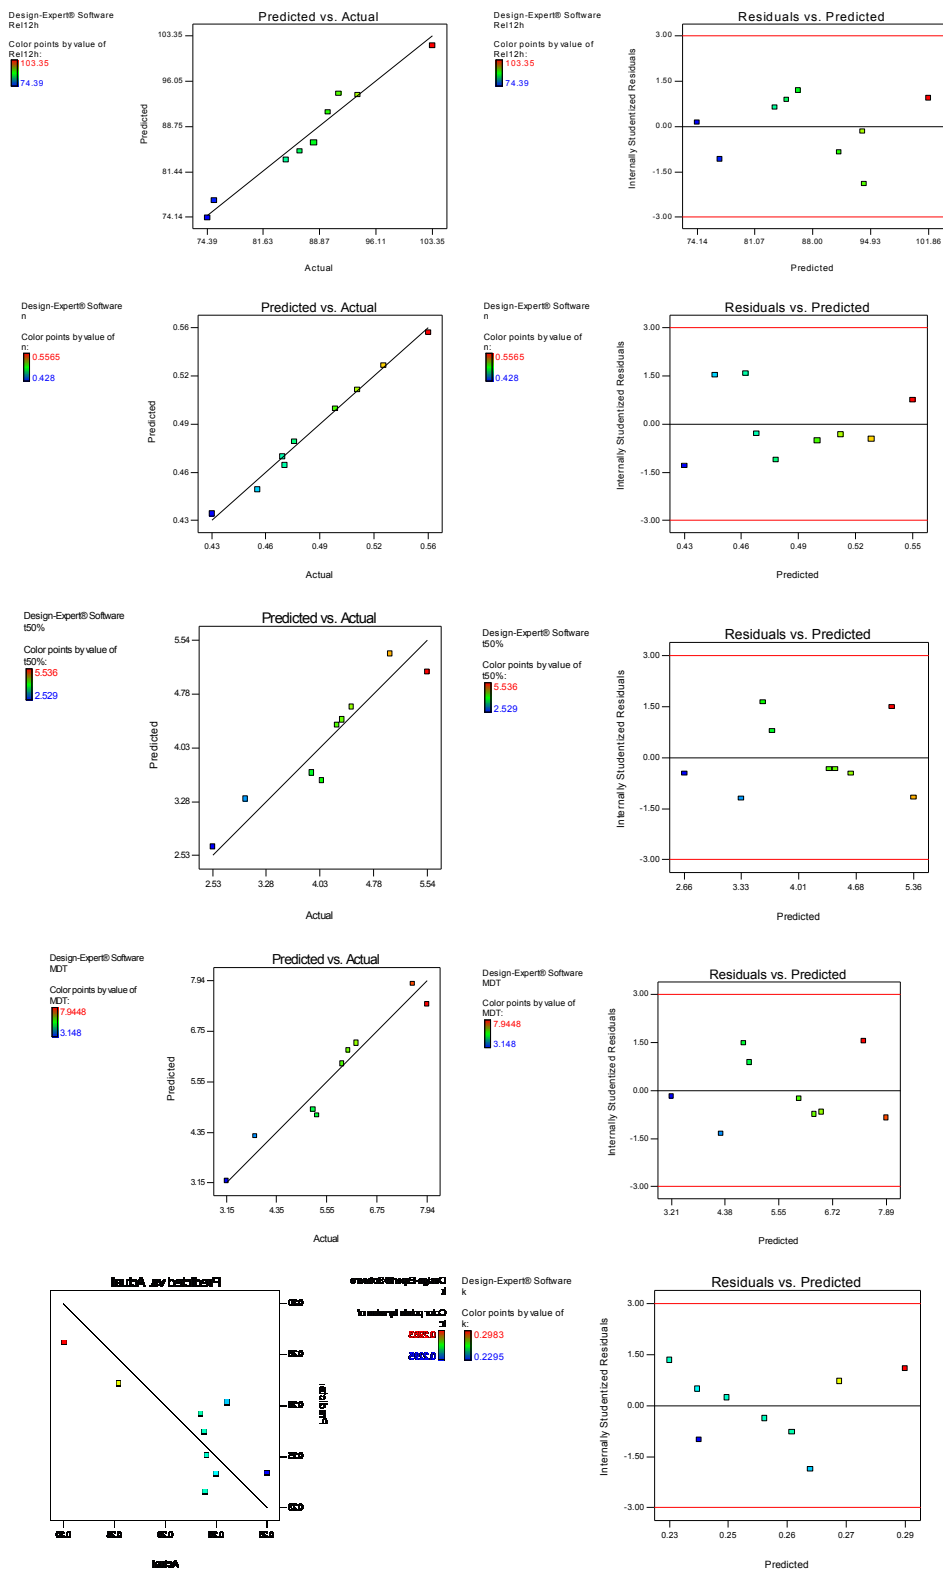 Design-Expert® Software
Rel12h
Color points by value of
Rel12h:
103.35
74.39
Predicted vs. Actual
Predicted
103.35
96.05
88.75
81.44
74.14
74.39
81.63
88.87
96.11
103.35
Actual
Design-Expert® Software
Rel12h
Color points by value of
Rel12h:
103.35
74.39
Residuals vs. Predicted
Internally Studentized Residuals
3.00
1.50
0.00
-1.50
-3.00
74.14
81.07
88.00
94.93
101.86
Predicted
Design-Expert® Software
n
Color points by value of
n:
0.5565
0.428
Predicted vs. Actual
Predicted
0.56
0.52
0.49
0.46
0.43
0.43
0.46
0.49
0.52
0.56
Actual
Design-Expert® Software
n
Color points by value of
n:
0.5565
0.428
Residuals vs. Predicted
Internally Studentized Residuals
3.00
1.50
0.00
-1.50
-3.00
0.43
0.46
0.49
0.52
0.55
Predicted
Design-Expert® Software
t50%
Color points by value of
t50%:
5.536
2.529
Predicted vs. Actual
Predicted
5.54
4.78
4.03
3.28
2.53
2.53
3.28
4.03
4.78
5.54
Actual
Design-Expert® Software
t50%
Color points by value of
t50%:
5.536
2.529
Residuals vs. Predicted
Internally Studentized Residuals
3.00
1.50
0.00
-1.50
-3.00
2.66
3.33
4.01
4.68
5.36
Predicted
Design-Expert® Software
MDT
Color points by value of
MDT:
7.9448
3.148
Predicted vs. Actual
Predicted
7.94
6.75
5.55
4.35
3.15
3.15
4.35
5.55
6.75
7.94
Actual
Design-Expert® Software
MDT
Color points by value of
MDT:
7.9448
3.148
Residuals vs. Predicted
Internally Studentized Residuals
3.00
1.50
0.00
-1.50
-3.00
3.21
4.38
5.55
6.72
7.89
Predicted
Predicted vs. Actual
Design-Expert® Software
k
Color points by value of
k:
0.2983
0.2295
Predicted
Actual
Design-Expert® Software
k
Color points by value of
k:
0.2983
0.2295
Residuals vs. Predicted
Internally Studentized Residuals
3.00
1.50
0.00
-1.50
-3.00
0.23
0.25
0.26
0.27
0.29
Predicted